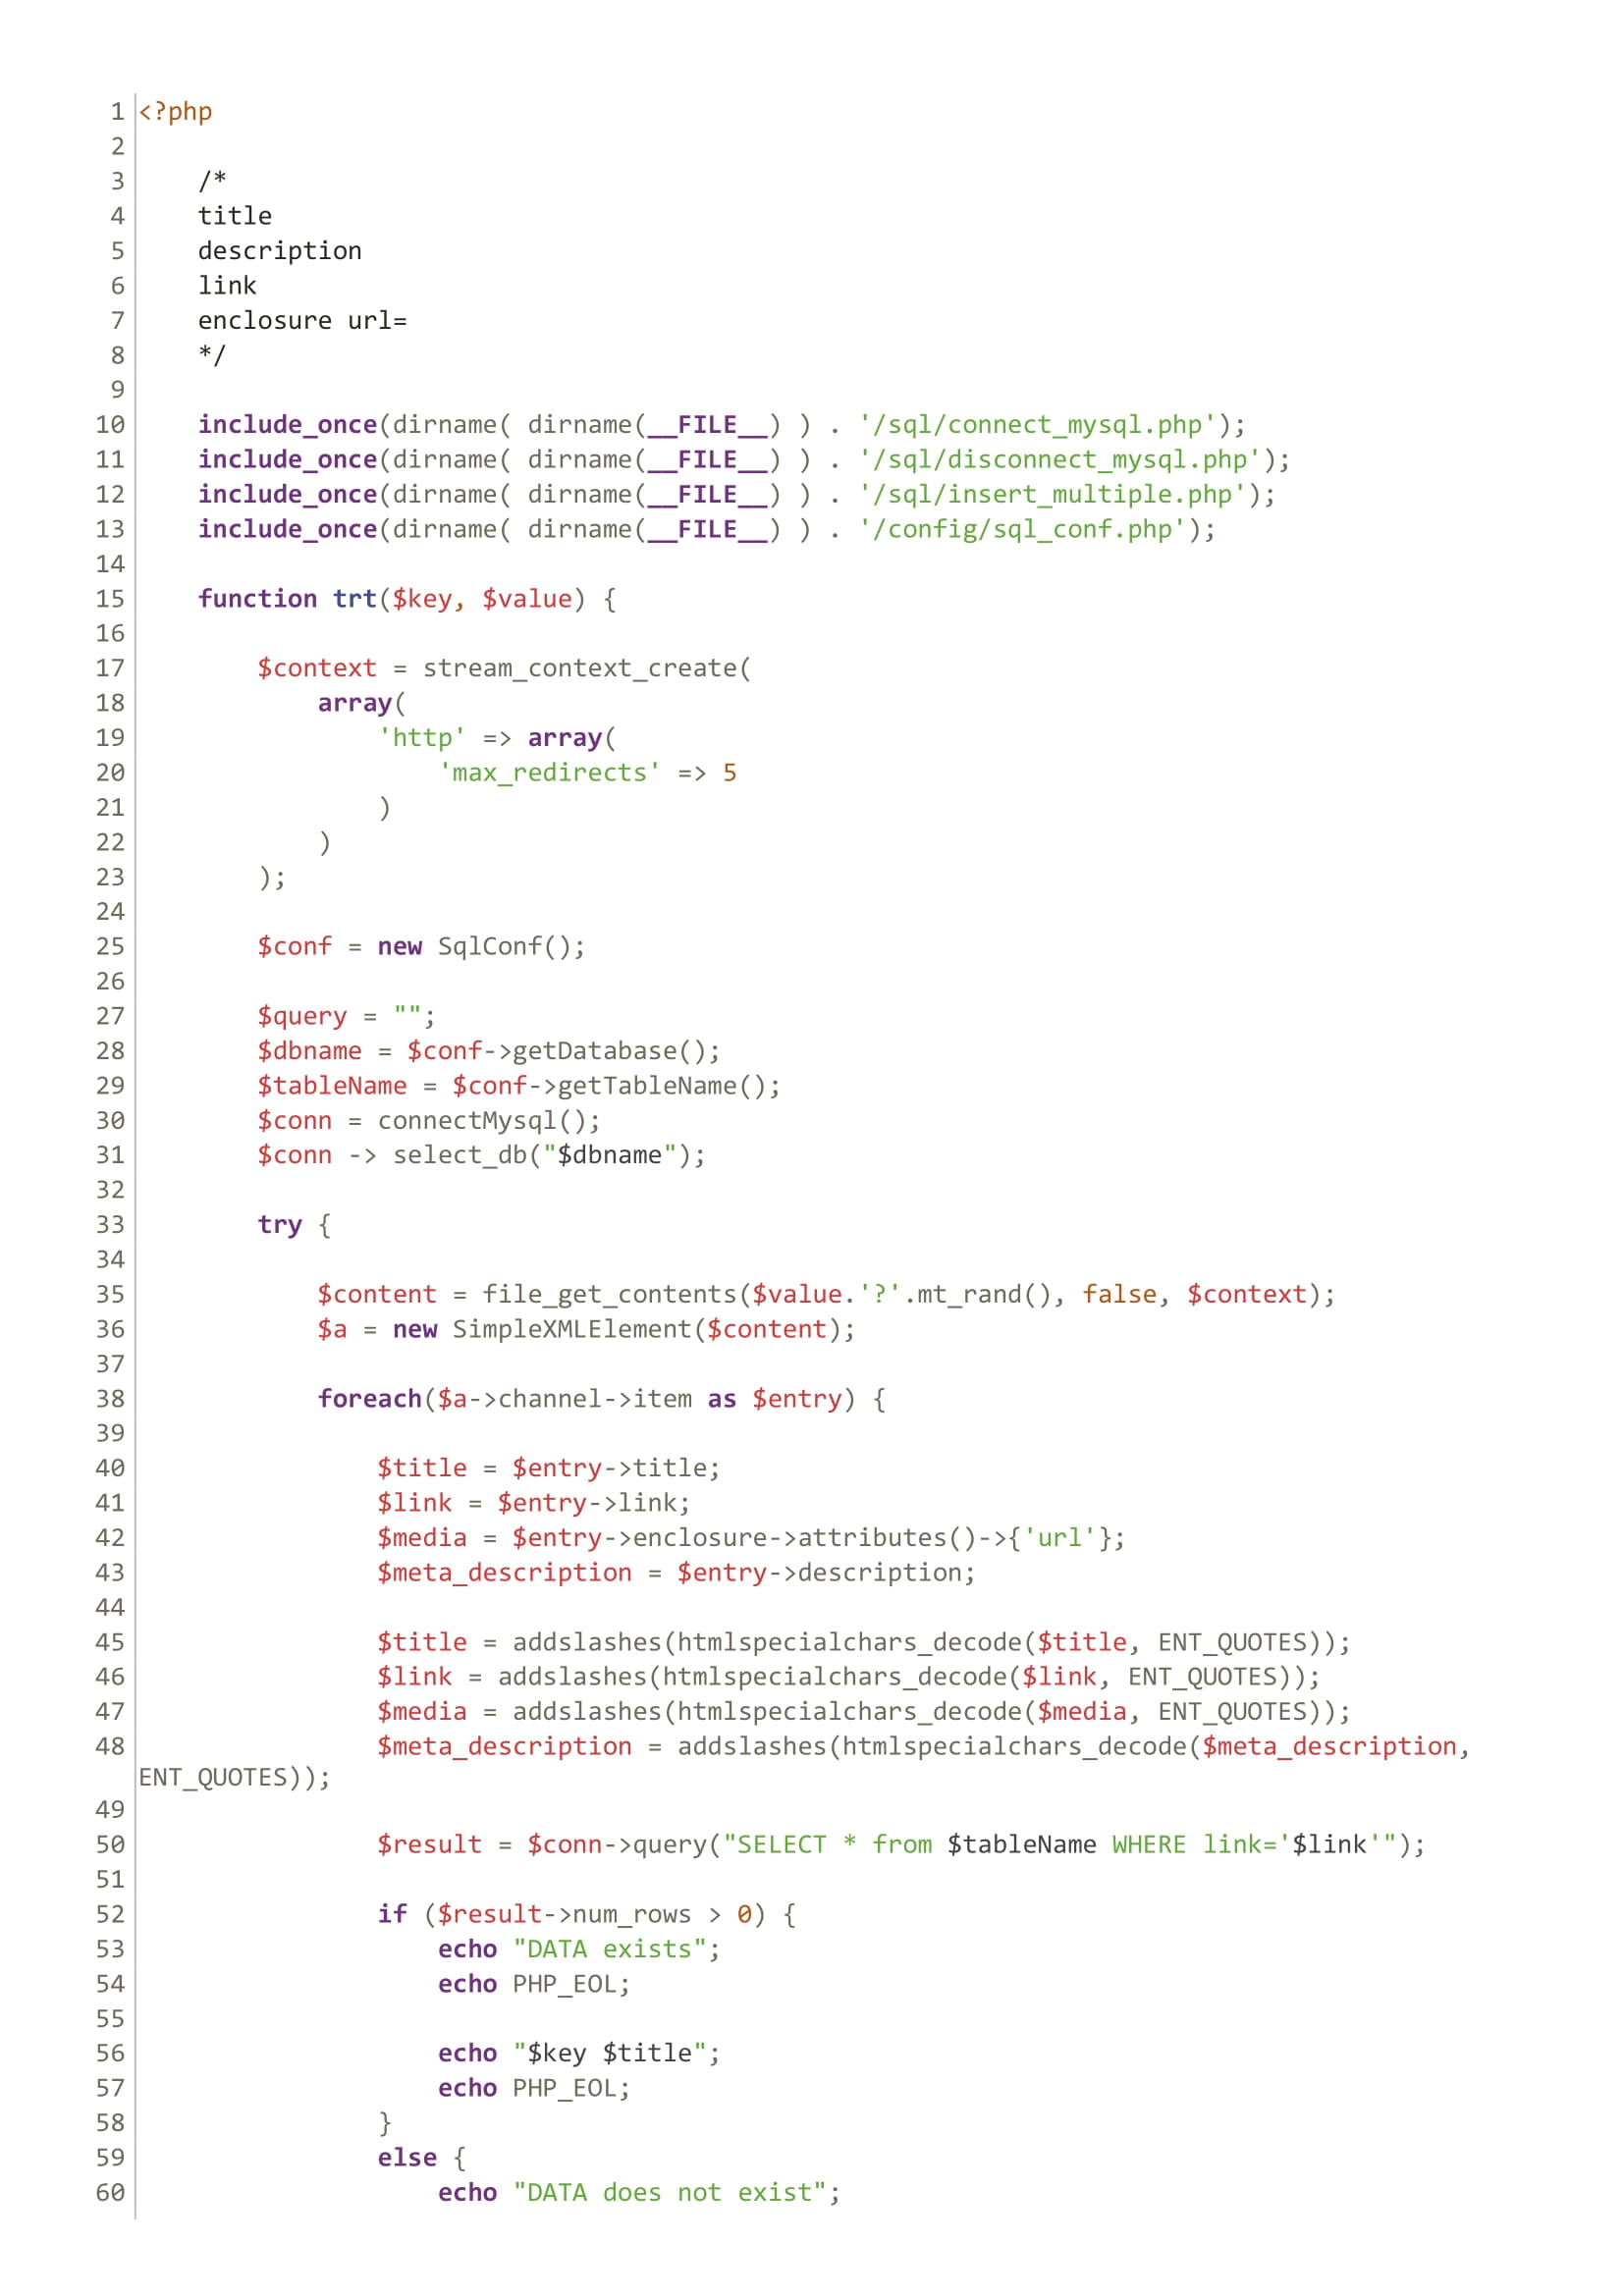 1 <?php
2
3     /*
4     title
5     description
6     link
7     enclosure url=
8     */
9
10     include_once(dirname( dirname(__FILE__) ) . '/sql/connect_mysql.php');
11     include_once(dirname( dirname(__FILE__) ) . '/sql/disconnect_mysql.php');
12     include_once(dirname( dirname(__FILE__) ) . '/sql/insert_multiple.php');
13     include_once(dirname( dirname(__FILE__) ) . '/config/sql_conf.php');
14
15     function trt($key, $value) {
16
17         $context = stream_context_create(
18             array(
19                 'http' => array(
20                     'max_redirects' => 5
21                 )
22             )
23         );
24
25         $conf = new SqlConf();
26
27         $query = "";
28         $dbname = $conf->getDatabase();
29         $tableName = $conf->getTableName();
30         $conn = connectMysql();
31         $conn -> select_db("$dbname");
32
33         try {
34
35             $content = file_get_contents($value.'?'.mt_rand(), false, $context);
36             $a = new SimpleXMLElement($content);
37
38             foreach($a->channel->item as $entry) {
39
40                 $title = $entry->title;
41                 $link = $entry->link;
42                 $media = $entry->enclosure->attributes()->{'url'};
43                 $meta_description = $entry->description;
44
45                 $title = addslashes(htmlspecialchars_decode($title, ENT_QUOTES));
46                 $link = addslashes(htmlspecialchars_decode($link, ENT_QUOTES));
47                 $media = addslashes(htmlspecialchars_decode($media, ENT_QUOTES));
48                 $meta_description = addslashes(htmlspecialchars_decode($meta_description,
ENT_QUOTES));
49
50                 $result = $conn->query("SELECT * from $tableName WHERE link='$link'");
51
52                 if ($result->num_rows > 0) {
53                     echo "DATA exists";
54                     echo PHP_EOL;
55
56                     echo "$key $title";
57                     echo PHP_EOL;
58                 }
59                 else {
60                     echo "DATA does not exist";